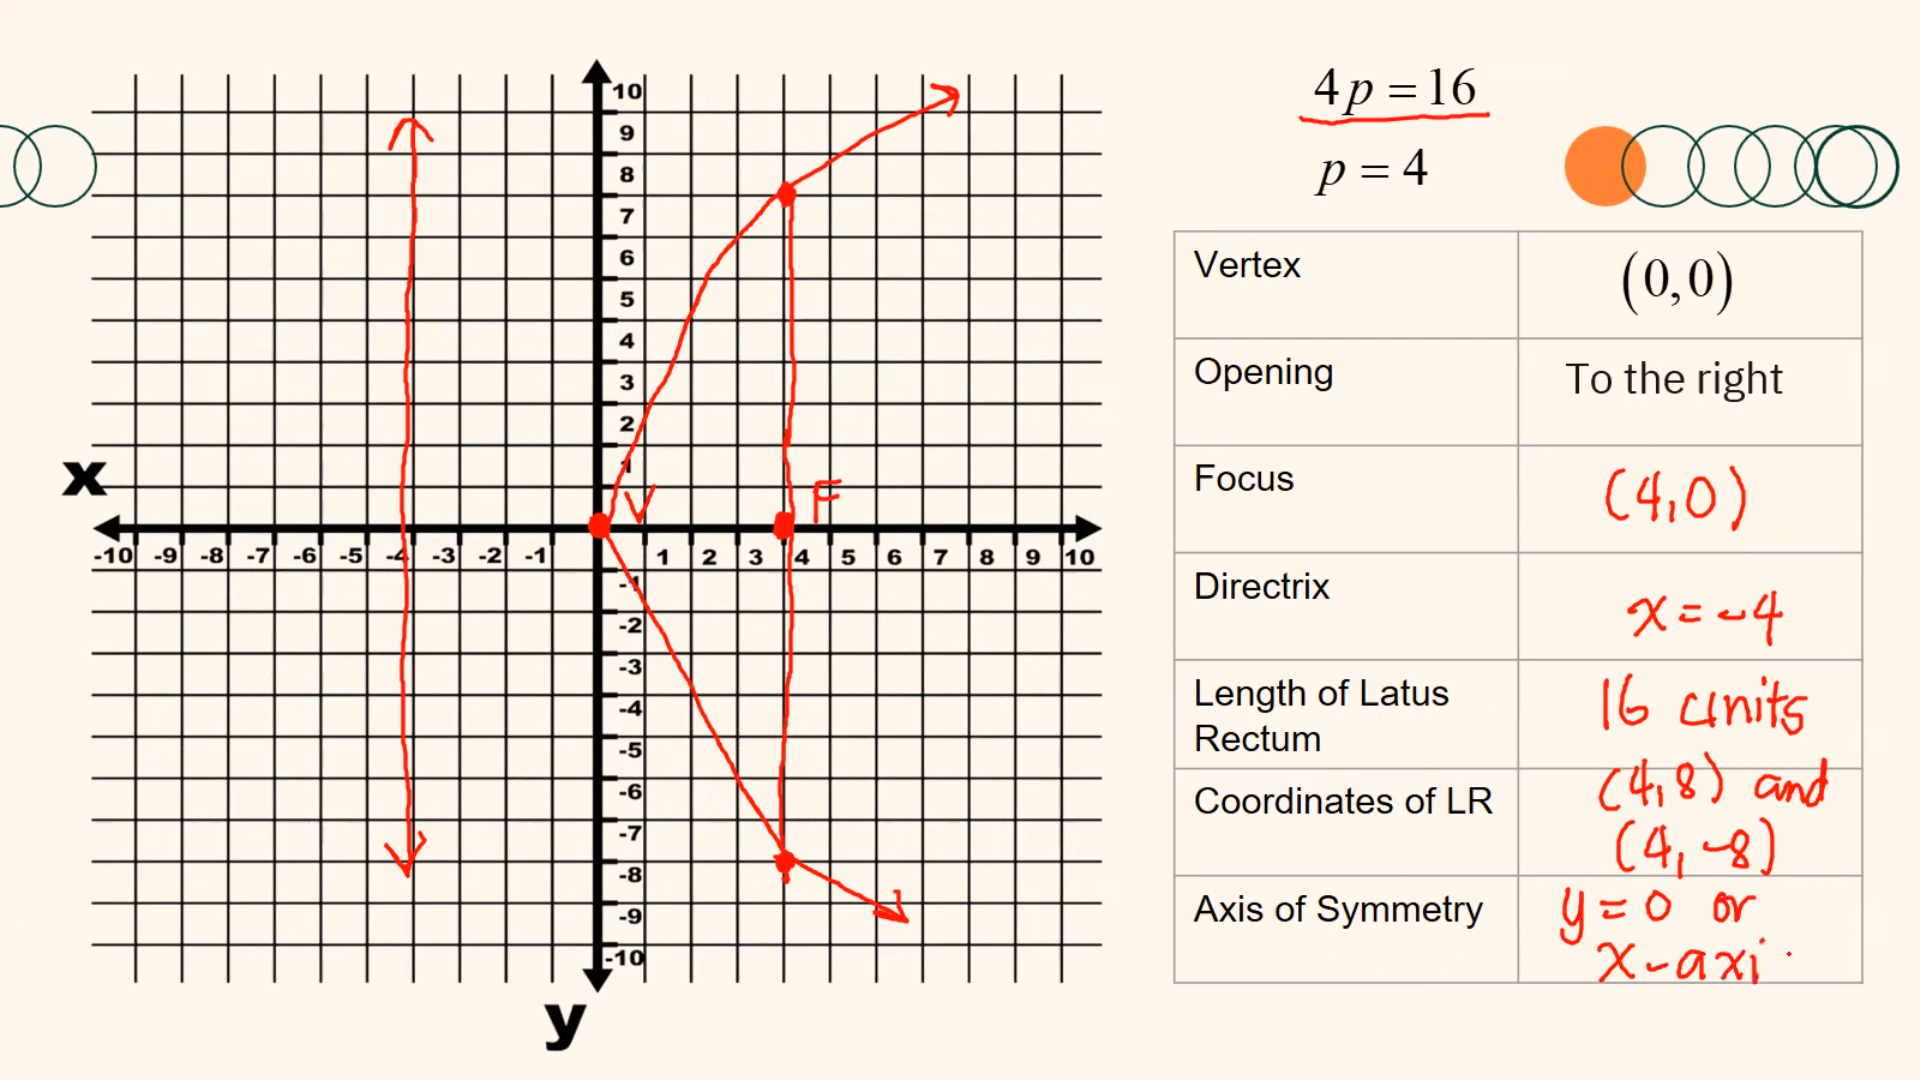 4p = 16
p = 4
10
9
8
7
6
5
4
3
2
1
F
x
-10 -9 -8 -7 -6 -5 -4 -3 -2 -1 1 2 3 4 5 6 7 8 9 10
-1
-2
-3
-4
-5
-6
-7
-8
-9
-10
y
Vertex (0,0)
Opening To the right
Focus (4,0)
Directrix x = -4
Length of Latus
Rectum 16 units
Coordinates of LR (4,8) and
(4,-8)
Axis of Symmetry y = 0 or
x-axi